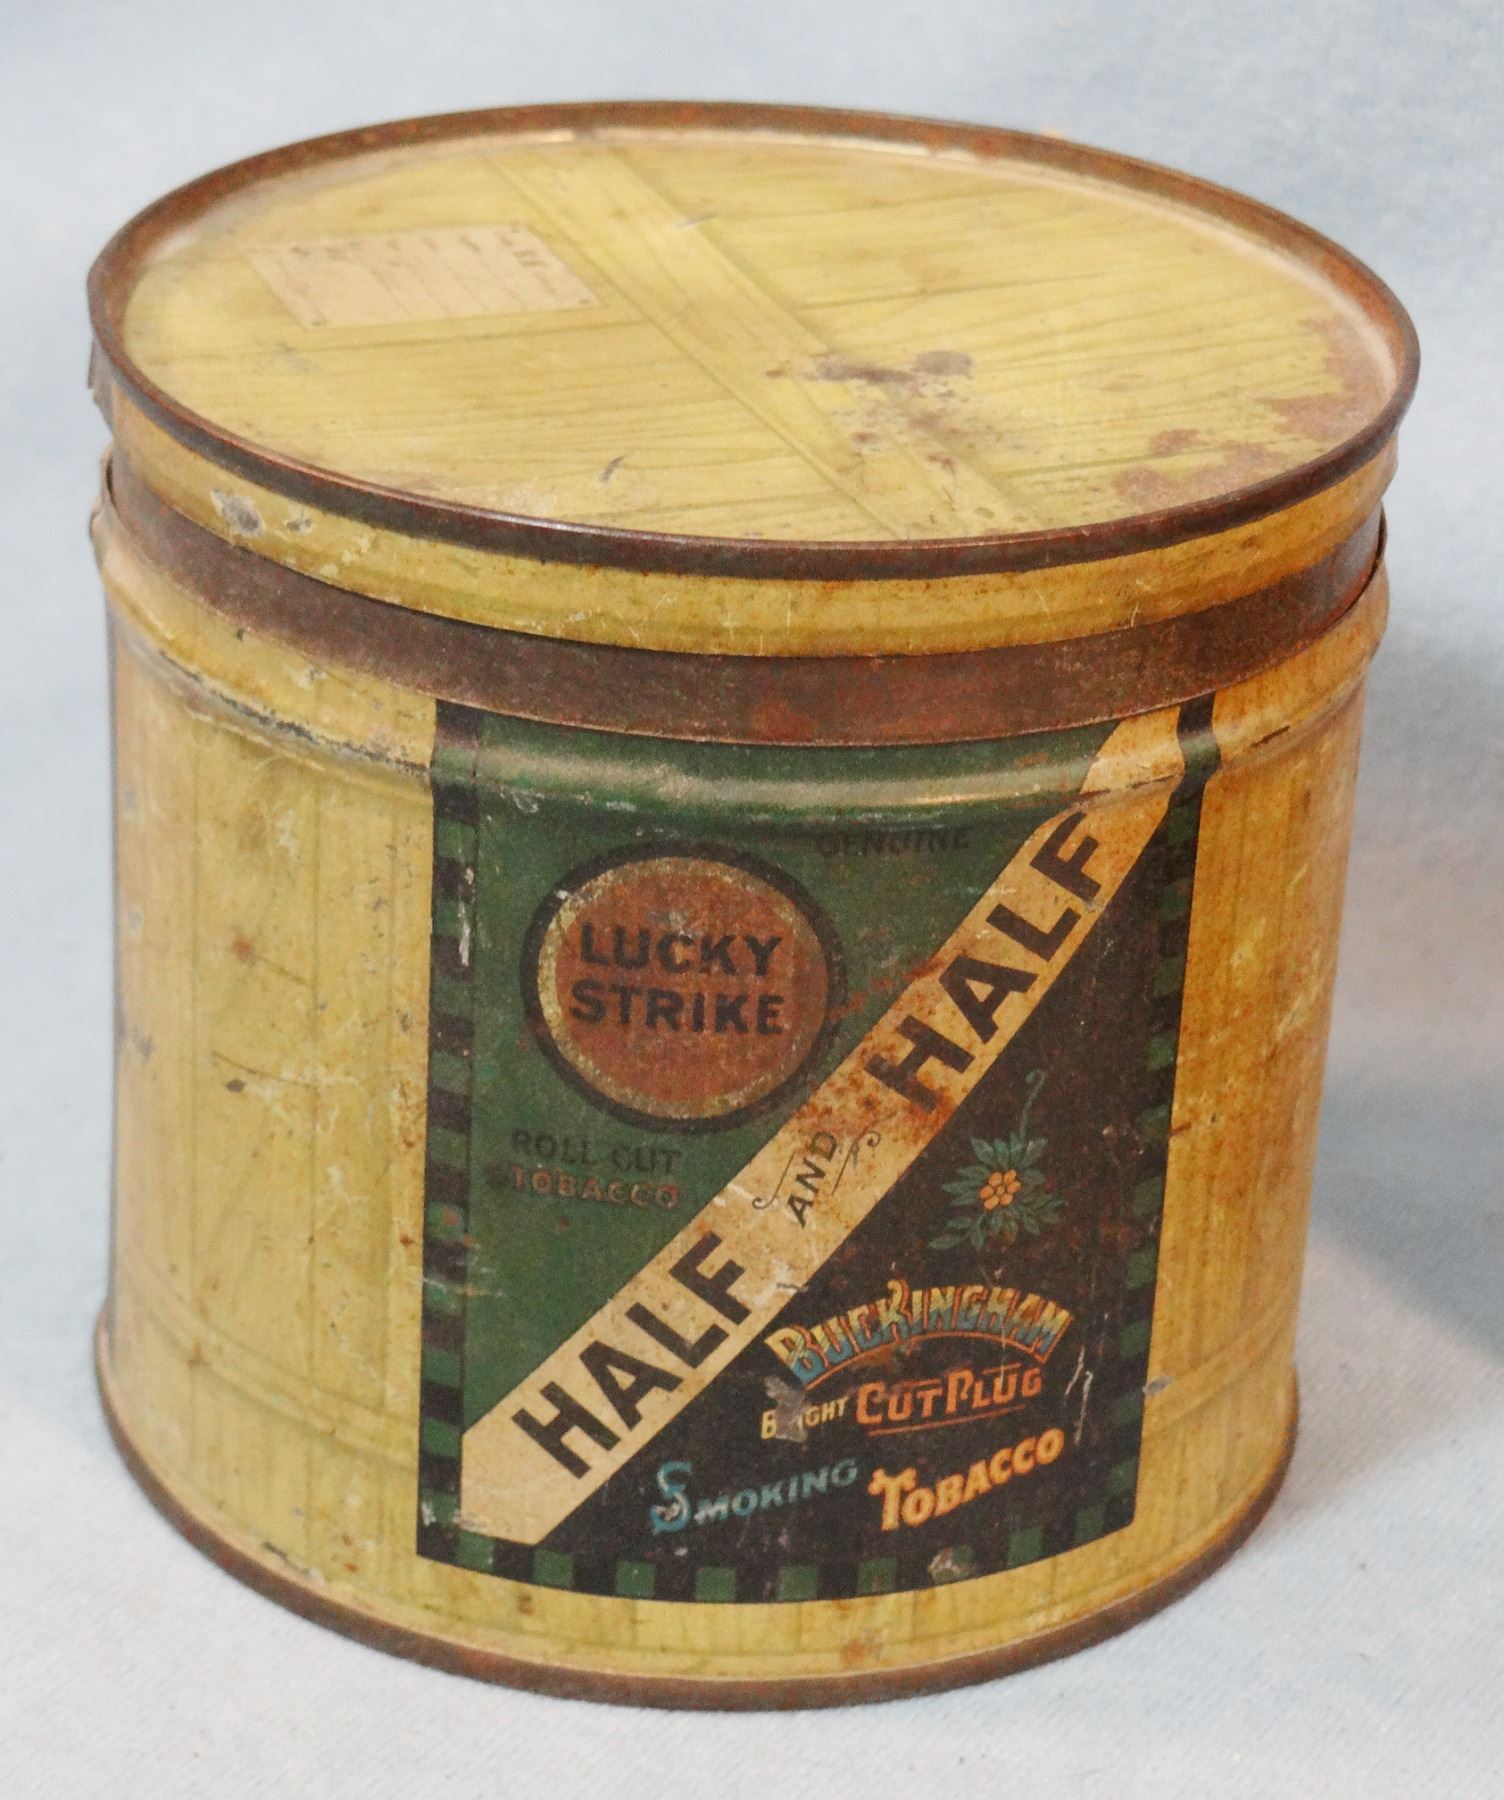 GENUINE
LUCKY
STRIKE
ROLL CUT
TOBACCO
HALF AND HALF
BUCKINGHAM
BRIGHT CUT PLUG
SMOKING TOBACCO